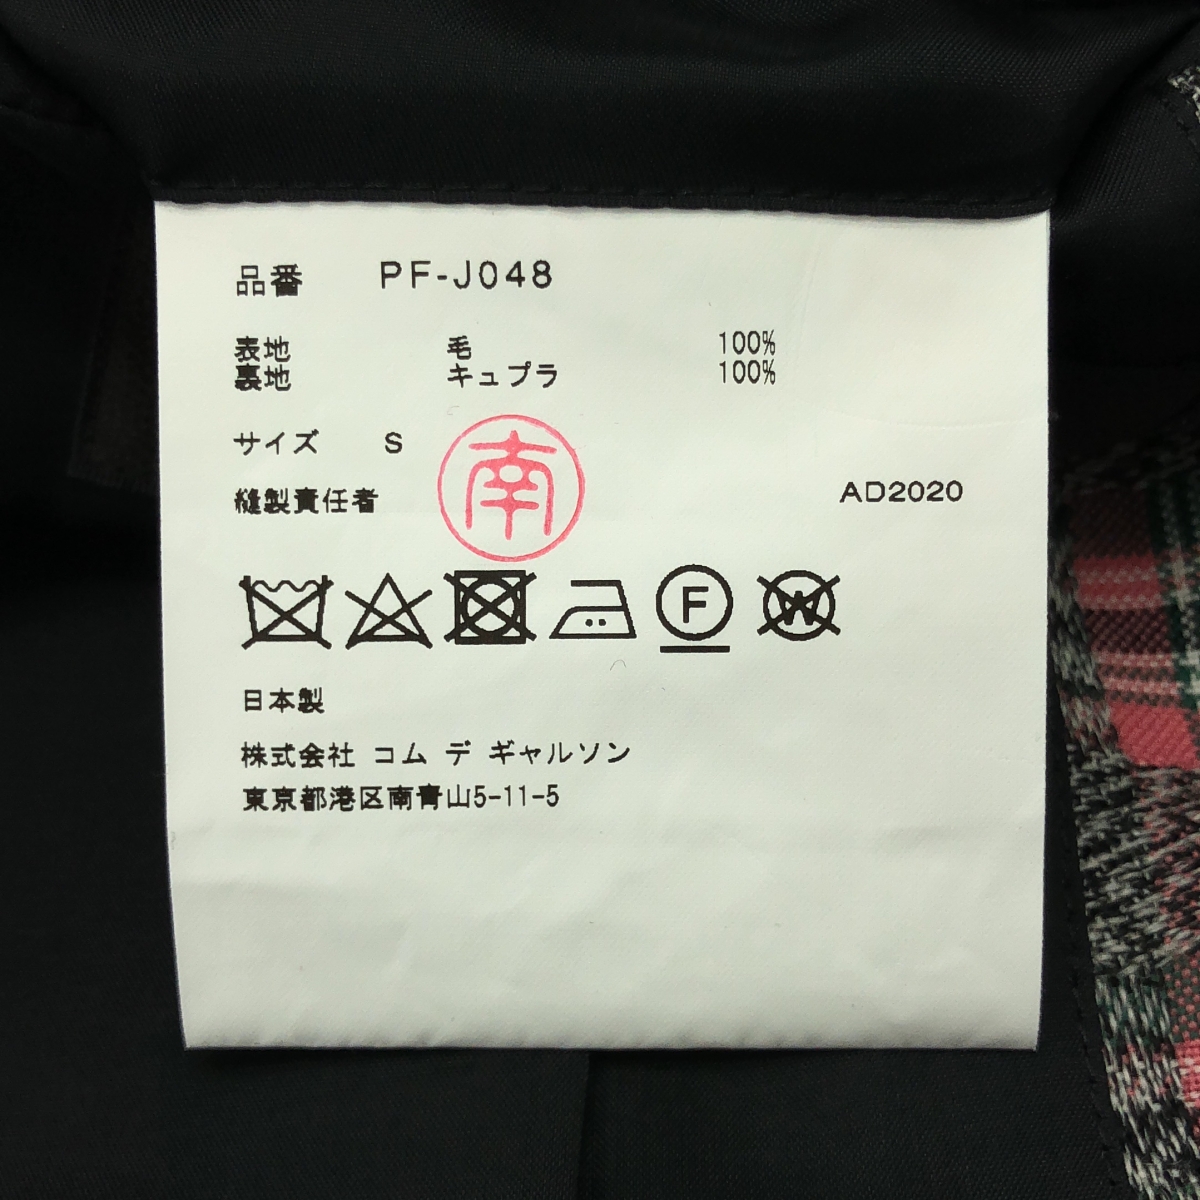 品番 PF-J048
表地 毛 100%
裏地 キュプラ 100%
サイズ S
南
縫製責任者 AD2020
F W
日本製
株式会社 コム デ ギャルソン
東京都港区南青山5-11-5